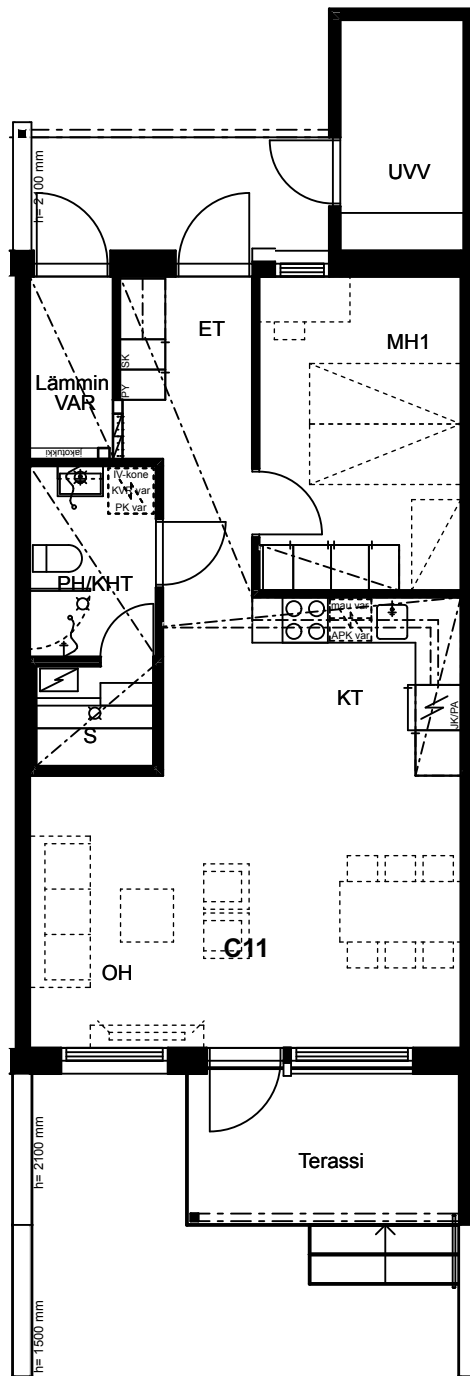 UVV
h= 2100 mm
ET
MH1
SK
PY
Lämmin
VAR
jakotukki
IV-kone
KVR var
PK var
PH/KHT
mau var
APK var
KT
JK/PA
S
C11
OH
h= 2100 mm
Terassi
h= 1500 mm